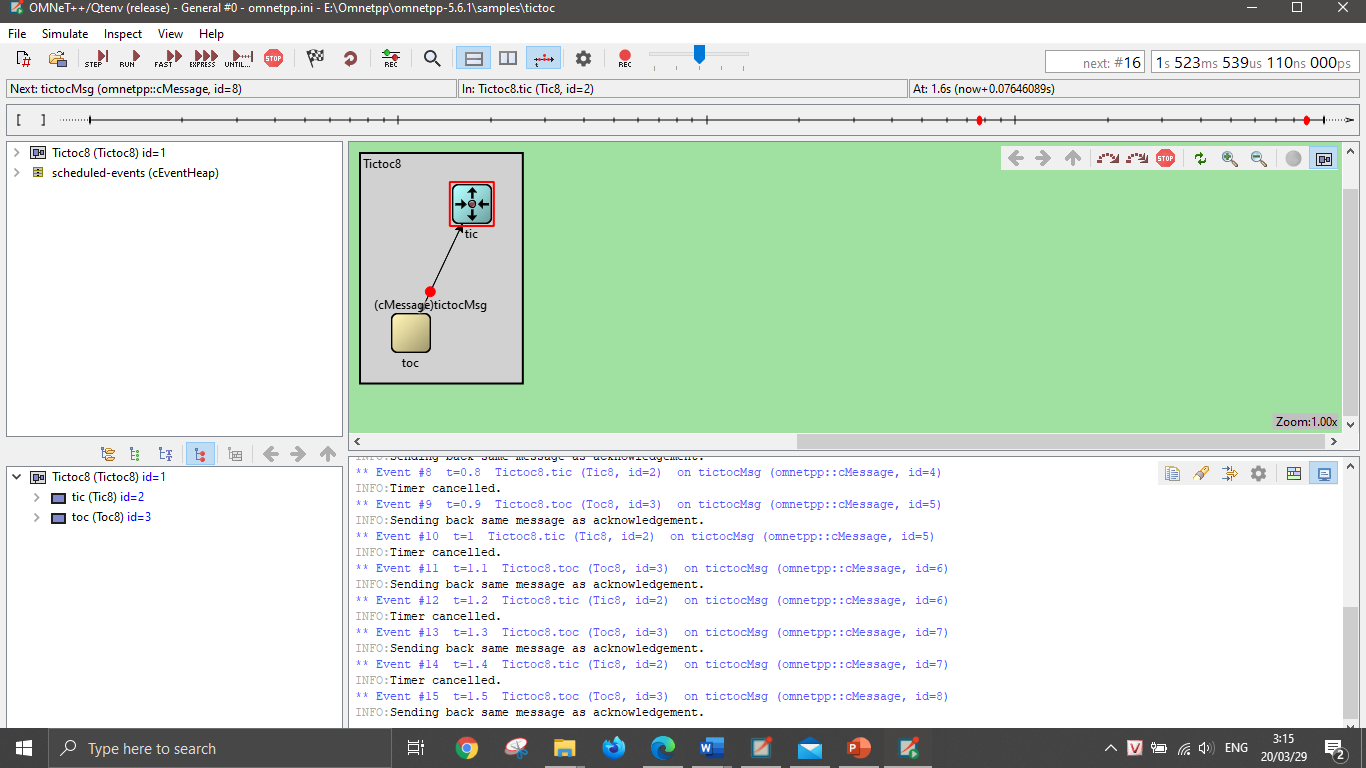 OMNeT++/Qtenv (release) - General #0 - omnetpp.ini - E:\Omnetpp\omnetpp-5.6.1\samples\tictoc
File Simulate Inspect View Help
STEP RUN FAST EXPRESS UNTIL... STOP REC REC next: #16 1s 523ms 539us 110ns 000ps
Next: tictocMsg (omnetpp::cMessage, id=8) In: Tictoc8.tic (Tic8, id=2) At: 1.6s (now+0.07646089s)
[ ]
Tictoc8 (Tictoc8) id=1
scheduled-events (cEventHeap)
STOP
Tictoc8
tic
(cMessage)tictocMsg
toc
Zoom:1.00x
Tictoc8 (Tictoc8) id=1
tic (Tic8) id=2
toc (Toc8) id=3
INFO:Sending back same message as acknowledgement.
** Event #8 t=0.8 Tictoc8.tic (Tic8, id=2) on tictocMsg (omnetpp::cMessage, id=4)
INFO:Timer cancelled.
** Event #9 t=0.9 Tictoc8.toc (Toc8, id=3) on tictocMsg (omnetpp::cMessage, id=5)
INFO:Sending back same message as acknowledgement.
** Event #10 t=1 Tictoc8.tic (Tic8, id=2) on tictocMsg (omnetpp::cMessage, id=5)
INFO:Timer cancelled.
** Event #11 t=1.1 Tictoc8.toc (Toc8, id=3) on tictocMsg (omnetpp::cMessage, id=6)
INFO:Sending back same message as acknowledgement.
** Event #12 t=1.2 Tictoc8.tic (Tic8, id=2) on tictocMsg (omnetpp::cMessage, id=6)
INFO:Timer cancelled.
** Event #13 t=1.3 Tictoc8.toc (Toc8, id=3) on tictocMsg (omnetpp::cMessage, id=7)
INFO:Sending back same message as acknowledgement.
** Event #14 t=1.4 Tictoc8.tic (Tic8, id=2) on tictocMsg (omnetpp::cMessage, id=7)
INFO:Timer cancelled.
** Event #15 t=1.5 Tictoc8.toc (Toc8, id=3) on tictocMsg (omnetpp::cMessage, id=8)
INFO:Sending back same message as acknowledgement.
Type here to search
ENG
3:15
20/03/29
2